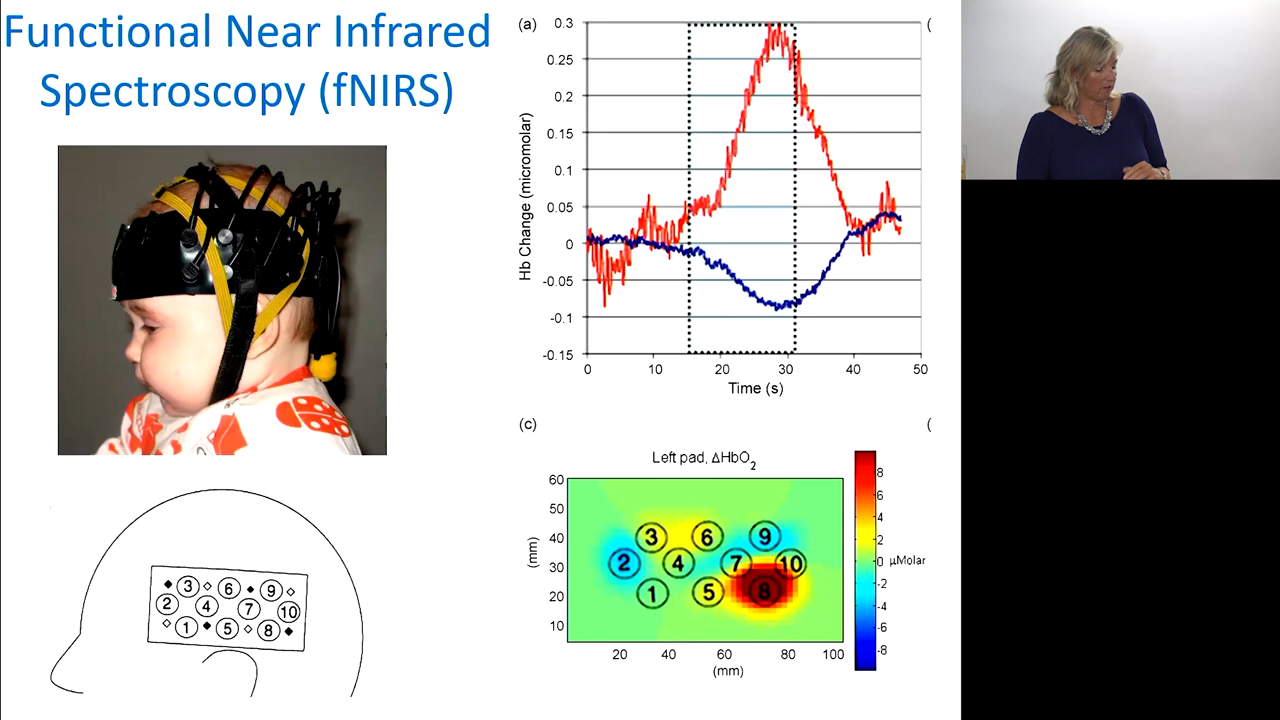 Functional Near Infrared
Spectroscopy (fNIRS)
(a)
(
0.3
0.25
0.2
0.15
0.1
0.05
0
-0.05
-0.1
-0.15
Hb Change (micromolar)
0 10 20 30 40 50
Time (s)
(c)
(
Left pad, ΔHbO2
60
50
40
30
20
10
(mm)
3 6 9
2 4 7 10
1 5 8
20 40 60 80 100
(mm)
8
6
4
2
0
-2
-4
-6
-8
μMolar
3 6 9
2 4 7 10
1 5 8